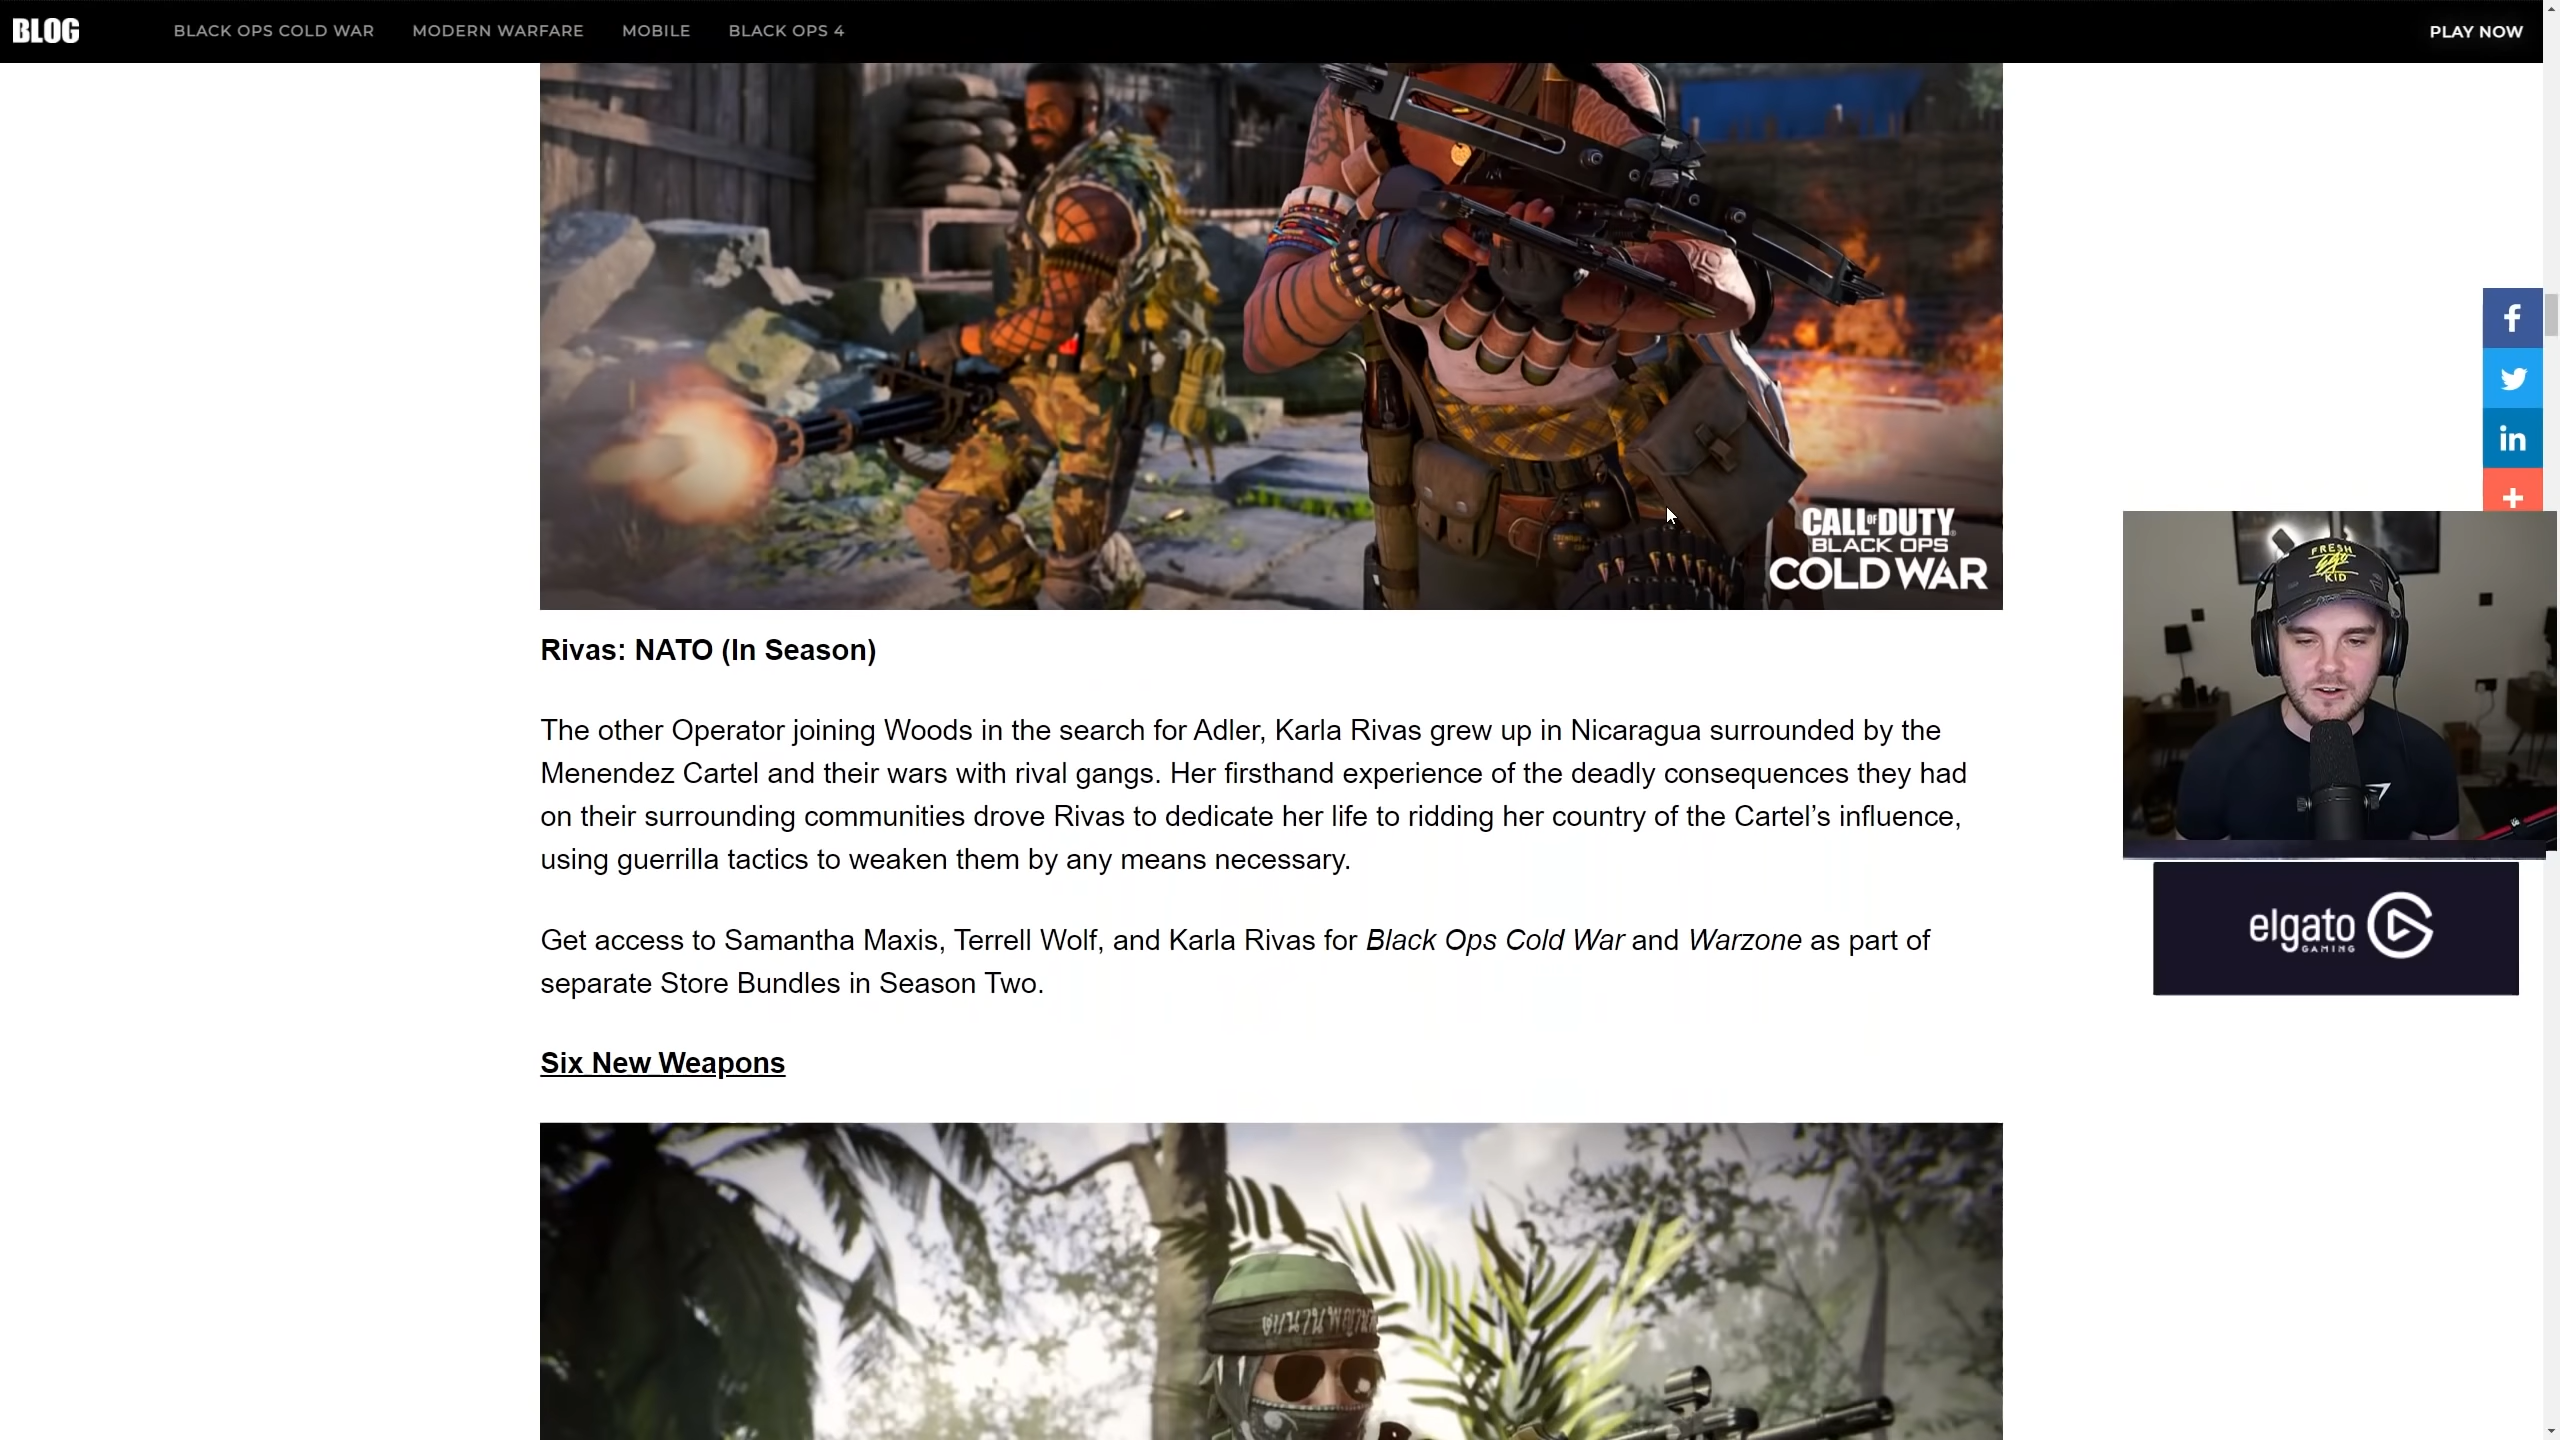 BLOG
BLACK OPS COLD WAR
MODERN WARFARE
MOBILE
BLACK OPS 4
PLAY NOW
CALL OF DUTY
BLACK OPS
COLD WAR
FRESH
EGO
KID
Rivas: NATO (In Season)
The other Operator joining Woods in the search for Adler, Karla Rivas grew up in Nicaragua surrounded by the
Menendez Cartel and their wars with rival gangs. Her firsthand experience of the deadly consequences they had
on their surrounding communities drove Rivas to dedicate her life to ridding her country of the Cartel’s influence,
using guerrilla tactics to weaken them by any means necessary.
elgato
GAMING
Get access to Samantha Maxis, Terrell Wolf, and Karla Rivas for Black Ops Cold War and Warzone as part of
separate Store Bundles in Season Two.
Six New Weapons